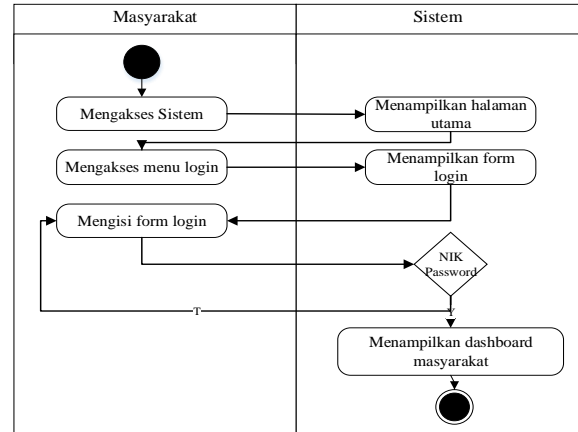 Masyarakat
Sistem
Mengakses Sistem
Menampilkan halaman
utama
Mengakses menu login
Menampilkan form
login
Mengisi form login
NIK
Password
T
Y
Menampilkan dashboard
masyarakat